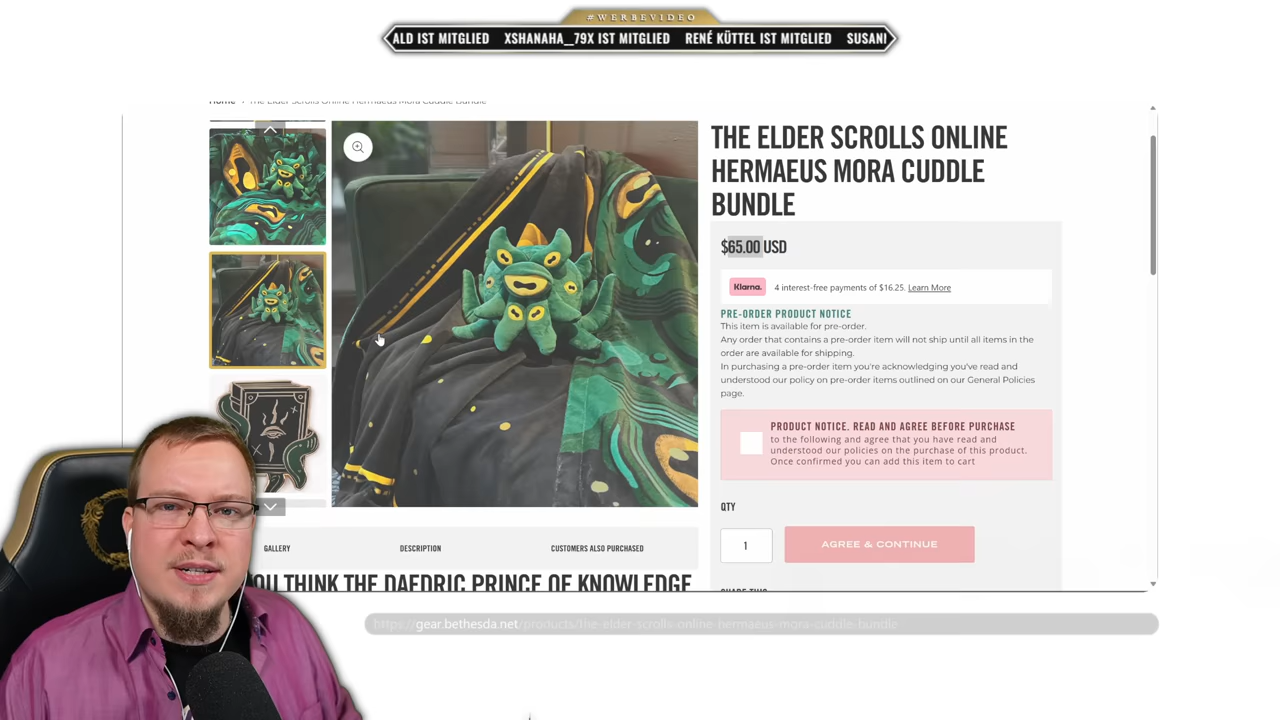 #WERBEVIDEO
ALD IST MITGLIED XSHANAHA__79X IST MITGLIED RENÉ KÜTTEL IST MITGLIED SUSAN
Home • The Elder Scrolls Online Hermaeus Mora Cuddle Bundle
THE ELDER SCROLLS ONLINE
HERMAEUS MORA CUDDLE
BUNDLE
$65.00 USD
Klarna. 4 interest-free payments of $16.25. Learn More
PRE-ORDER PRODUCT NOTICE
This item is available for pre-order.
Any order that contains a pre-order item will not ship until all items in the
order are available for shipping.
In purchasing a pre-order item you're acknowledging you've read and
understood our policy on pre-order items outlined on our General Policies
page.
PRODUCT NOTICE. READ AND AGREE BEFORE PURCHASE
to the following and agree that you have read and
understood our policies on the purchase of this product.
Once confirmed you can add this item to cart
QTY
1
AGREE & CONTINUE
SHARE THIS
GALLERY
DESCRIPTION
CUSTOMERS ALSO PURCHASED
OU THINK THE DAEDRIC PRINCE OF KNOWLEDGE
https://gear.bethesda.net/products/the-elder-scrolls-online-hermaeus-mora-cuddle-bundle